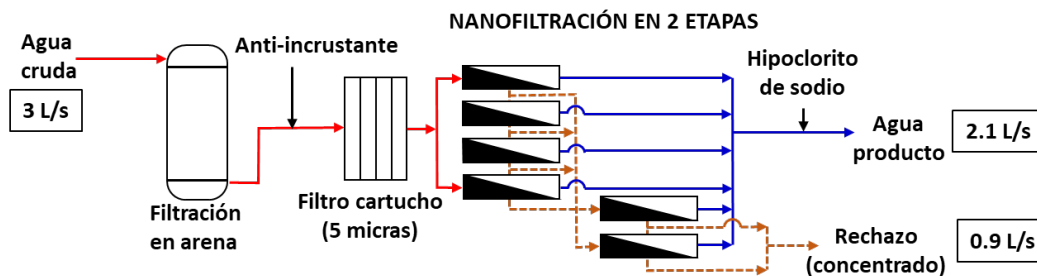 NANOFILTRACIÓN EN 2 ETAPAS
Agua
cruda
3 L/s
Anti-incrustante
Filtración
en arena
Filtro cartucho
(5 micras)
Hipoclorito
de sodio
Agua
producto
2.1 L/s
Rechazo
(concentrado)
0.9 L/s